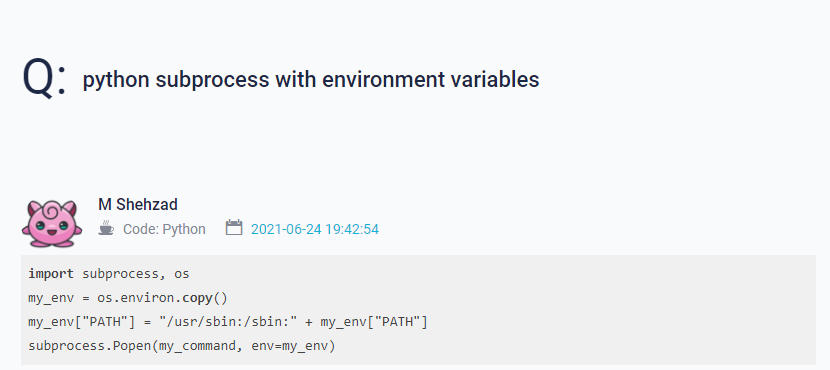 Q: python subprocess with environment variables
M Shehzad
Code: Python 2021-06-24 19:42:54
import subprocess, os
my_env = os.environ.copy()
my_env["PATH"] = "/usr/sbin:/sbin:" + my_env["PATH"]
subprocess.Popen(my_command, env=my_env)